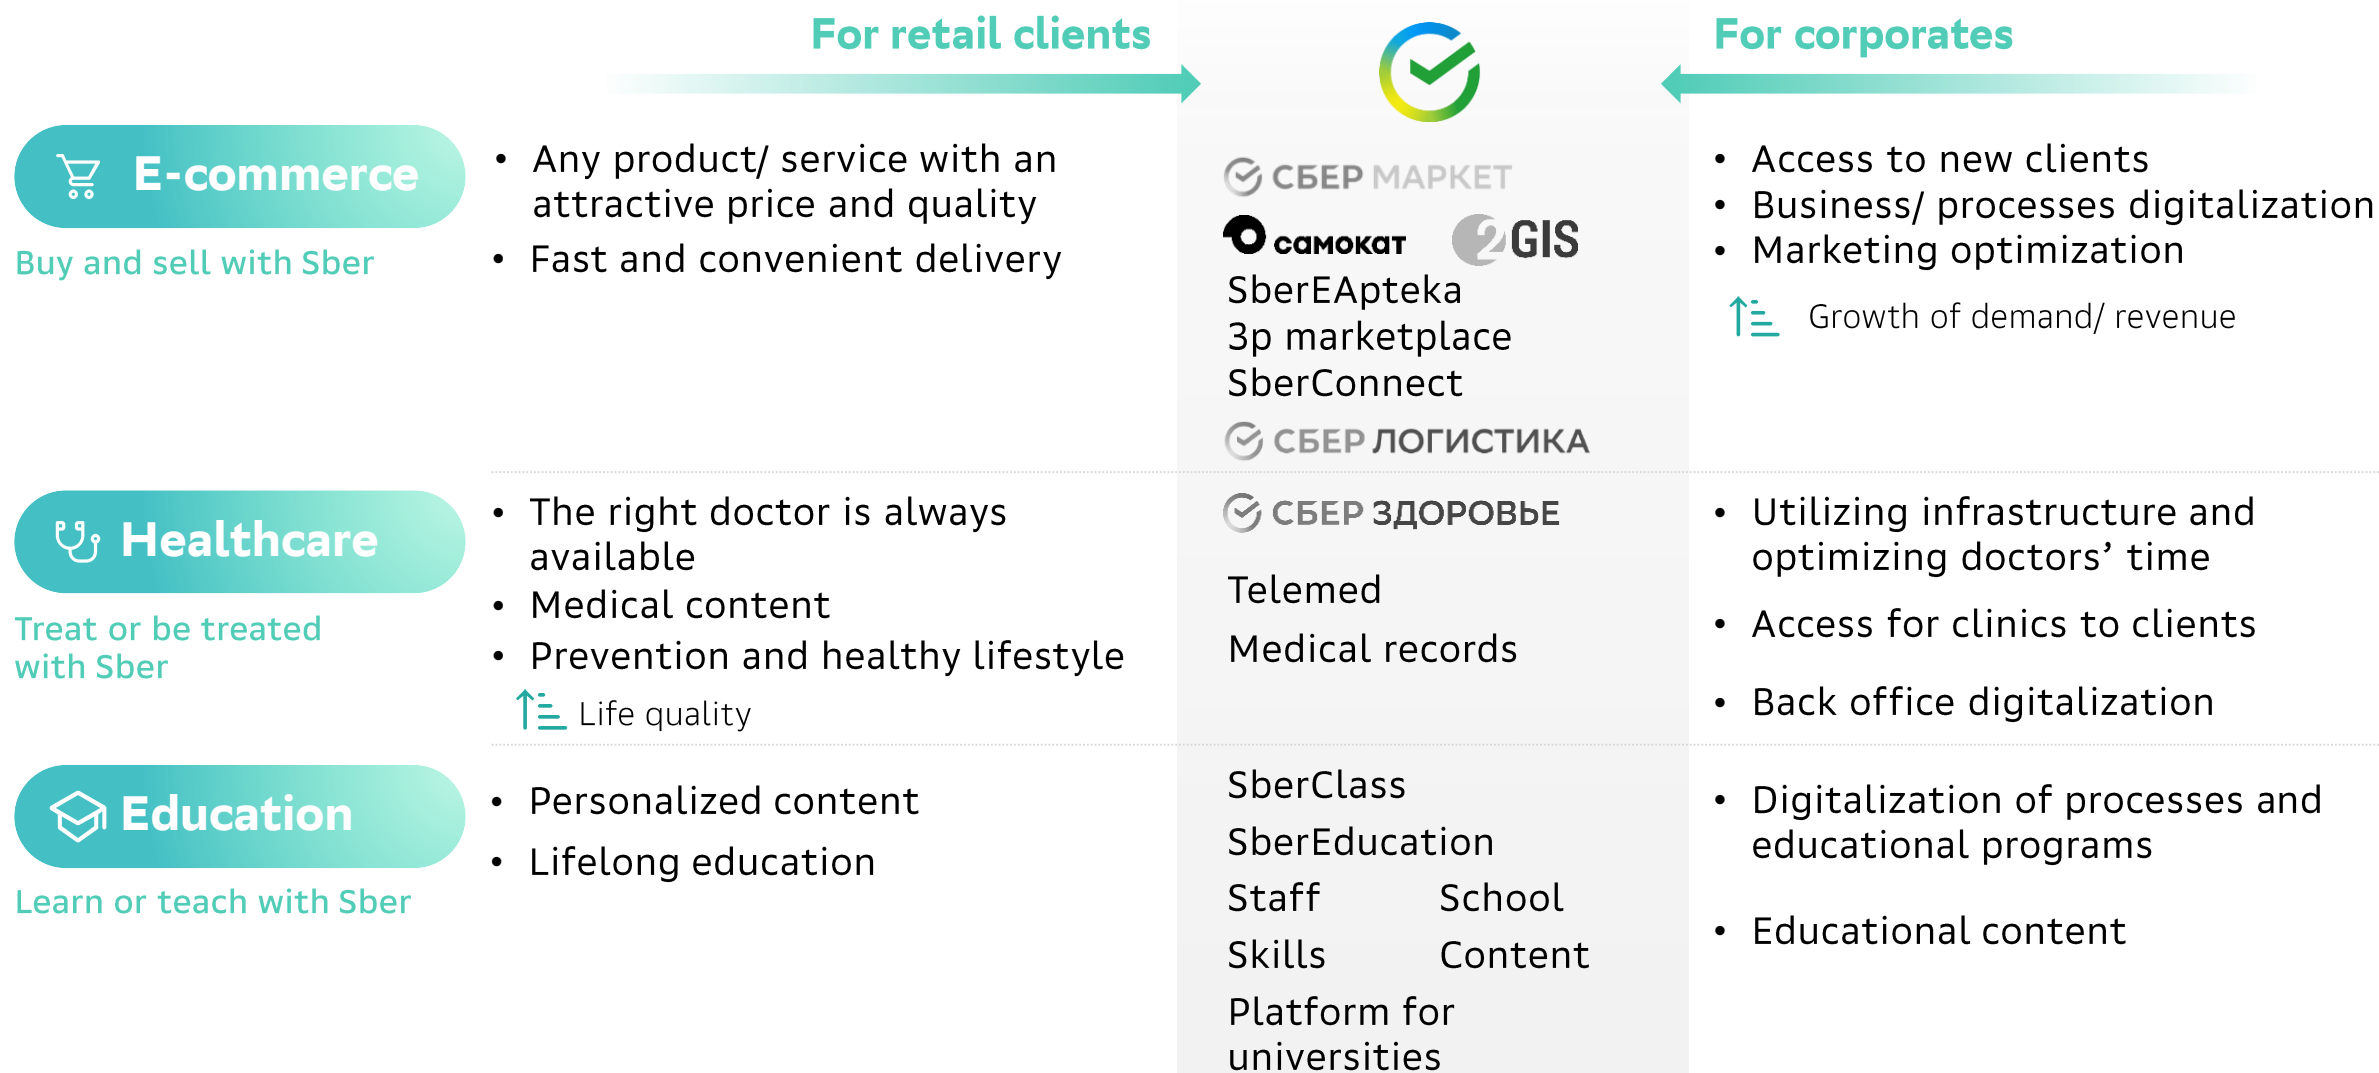 For retail clients
For corporates
E-commerce
Buy and sell with Sber
• Any product/ service with an
attractive price and quality
• Fast and convenient delivery
СБЕР МАРКЕТ
самокат
2GIS
SberEApteka
3p marketplace
SberConnect
СБЕР ЛОГИСТИКА
• Access to new clients
• Business/ processes digitalization
• Marketing optimization
Growth of demand/ revenue
Healthcare
Treat or be treated
with Sber
• The right doctor is always
available
• Medical content
• Prevention and healthy lifestyle
Life quality
СБЕР ЗДОРОВЬЕ
Telemed
Medical records
• Utilizing infrastructure and
optimizing doctors’ time
• Access for clinics to clients
• Back office digitalization
Education
Learn or teach with Sber
• Personalized content
• Lifelong education
SberClass
SberEducation
Staff School
Skills Content
Platform for
universities
• Digitalization of processes and
educational programs
• Educational content